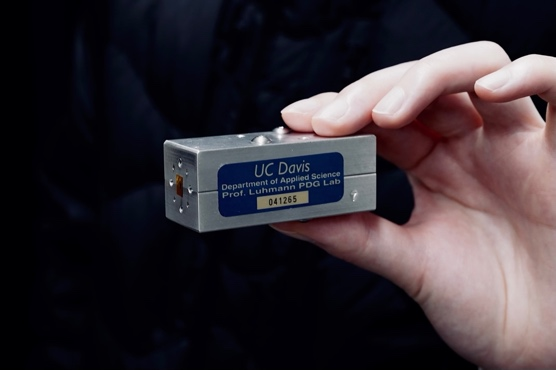 UC Davis
Department of Applied Science
Prof. Luhmann PDG Lab
041265